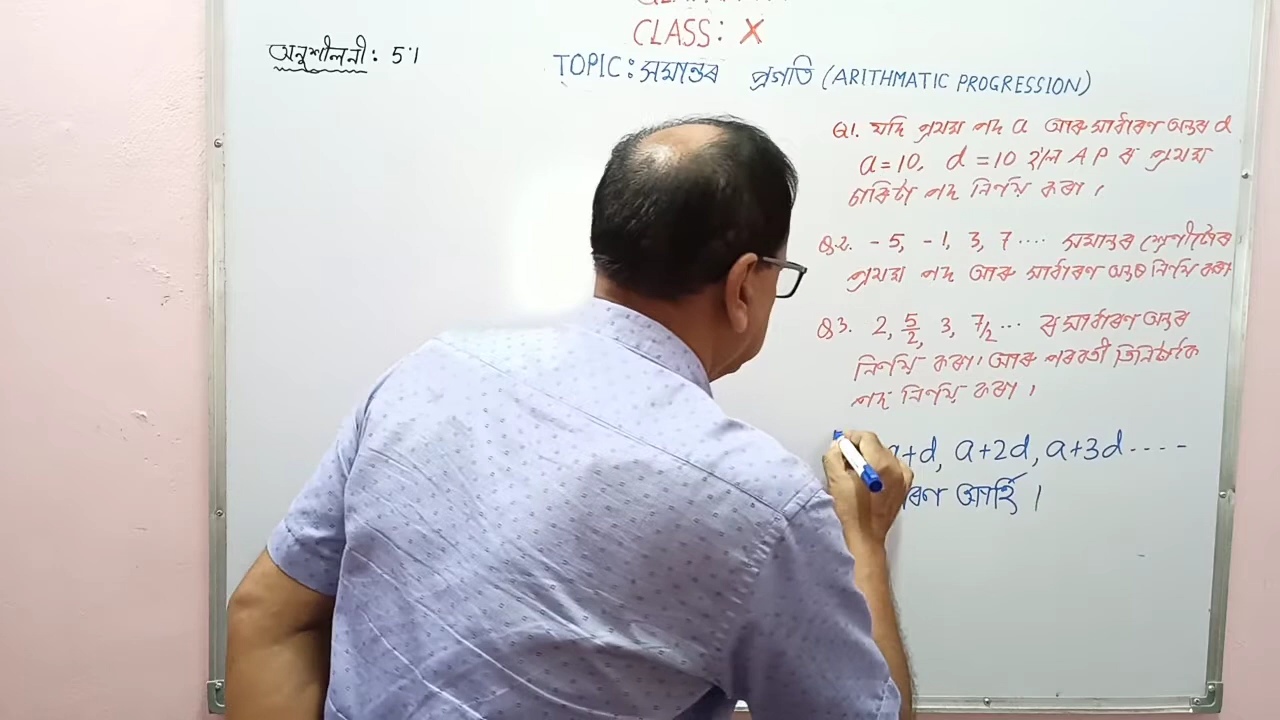 CLASS: X
অনুশীলনী: 5·1
TOPIC: সমান্তৰ প্ৰগতি (ARITHMATIC PROGRESSION)
Q1. যদি প্ৰথম পদ a আৰু সাধাৰণ অন্তৰ d
a=10, d=10 হ'লে A P ৰ প্ৰথম
চাৰিটা পদ নিৰ্ণয় কৰা।
Q2. -5, -1, 3, 7 .... সমান্তৰ শ্ৰেণীটোৰ
প্ৰথম পদ আৰু সাধাৰণ অন্তৰ নিৰ্ণয় কৰা
Q3. 2, 5/2, 3, 7/2 ... ৰ সাধাৰণ অন্তৰ
নিৰ্ণয় কৰা। আৰু পৰবৰ্তী তিনিটাকৈ
পদ নিৰ্ণয় কৰা।
+d, a+2d, a+3d ....-